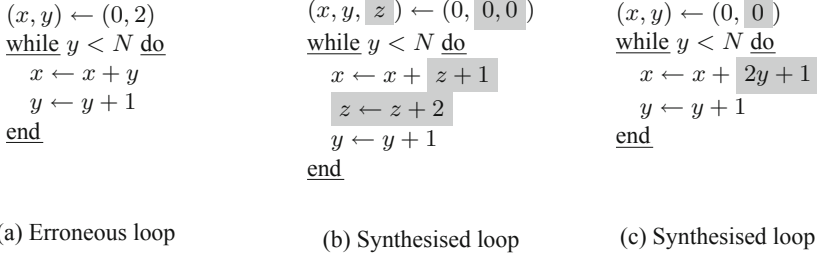 (x, y) ← (0, 2)
while y < N do
x ← x + y
y ← y + 1
end
(a) Erroneous loop
(x, y, z) ← (0, 0,0)
while y < N do
x ← x + z + 1
z ← z + 2
y ← y + 1
end
(b) Synthesised loop
(x, y) ← (0, 0)
while y < N do
x ← x + 2y + 1
y ← y + 1
end
(c) Synthesised loop